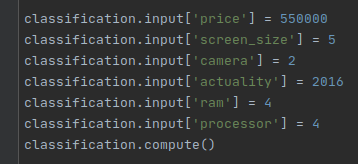 classification.input['price'] = 550000
classification.input['screen_size'] = 5
classification.input['camera'] = 2
classification.input['actuality'] = 2016
classification.input['ram'] = 4
classification.input['processor'] = 4
classification.compute()